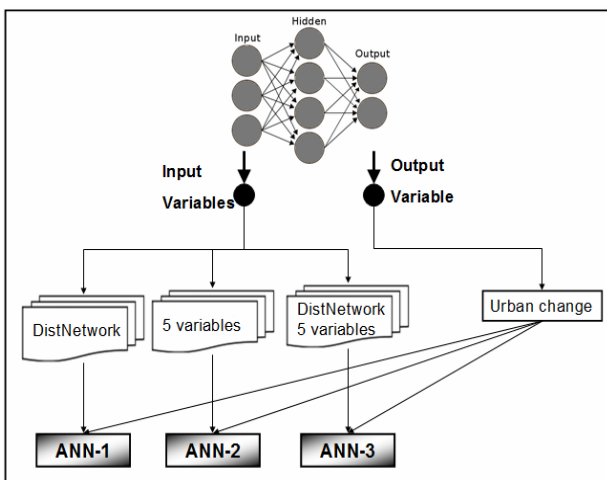 Hidden
Input
Output
Input
Variables
Output
Variable
DistNetwork
5 variables
DistNetwork
5 variables
Urban change
ANN-1
ANN-2
ANN-3